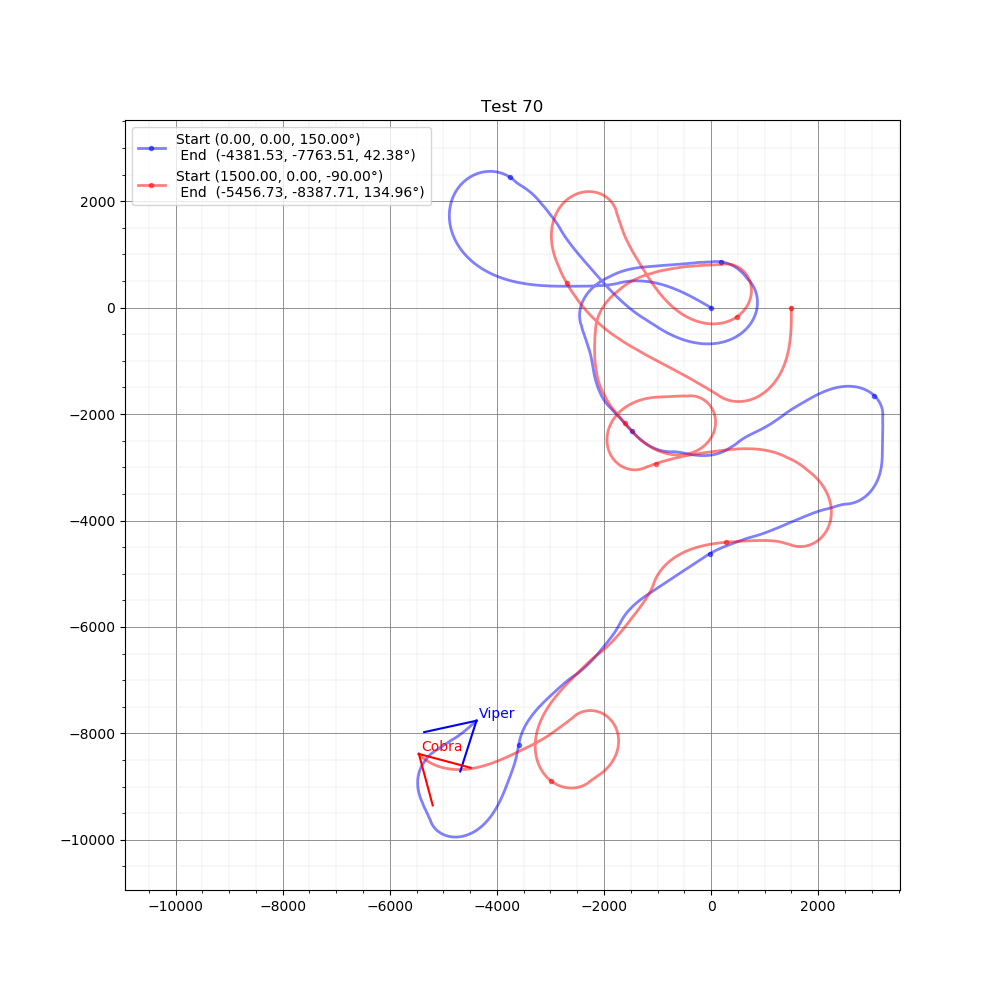 Test 70
Start (0.00, 0.00, 150.00°)
End  (-4381.53, -7763.51, 42.38°)
Start (1500.00, 0.00, -90.00°)
End  (-5456.73, -8387.71, 134.96°)
2000
0
−2000
−4000
−6000
−8000
−10000
Viper
Cobra
−10000 −8000 −6000 −4000 −2000 0 2000